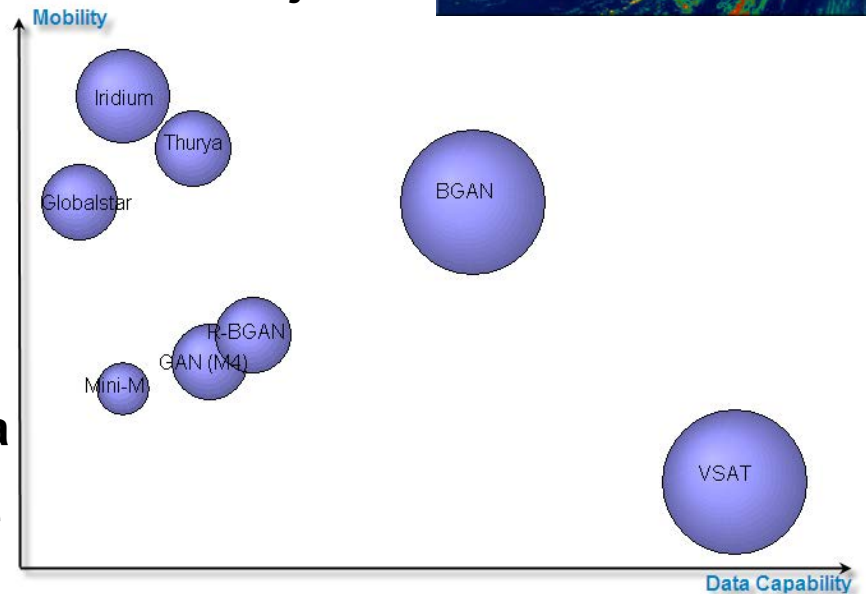 Mobility
Iridium
Thurya
Globalstar
BGAN
R-BGAN
GAN (M4)
Mini-M
VSAT
Data Capability